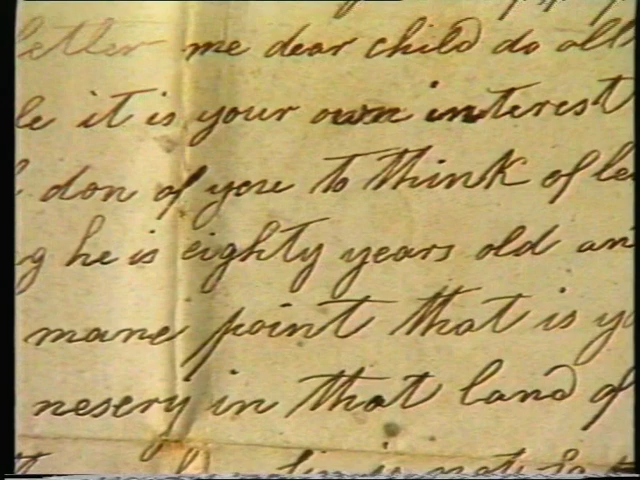 letter me dear child do all
le it is your own interest
don of you to think of le
g he is eighty years old an
mane point that is yo
nesery in that land of